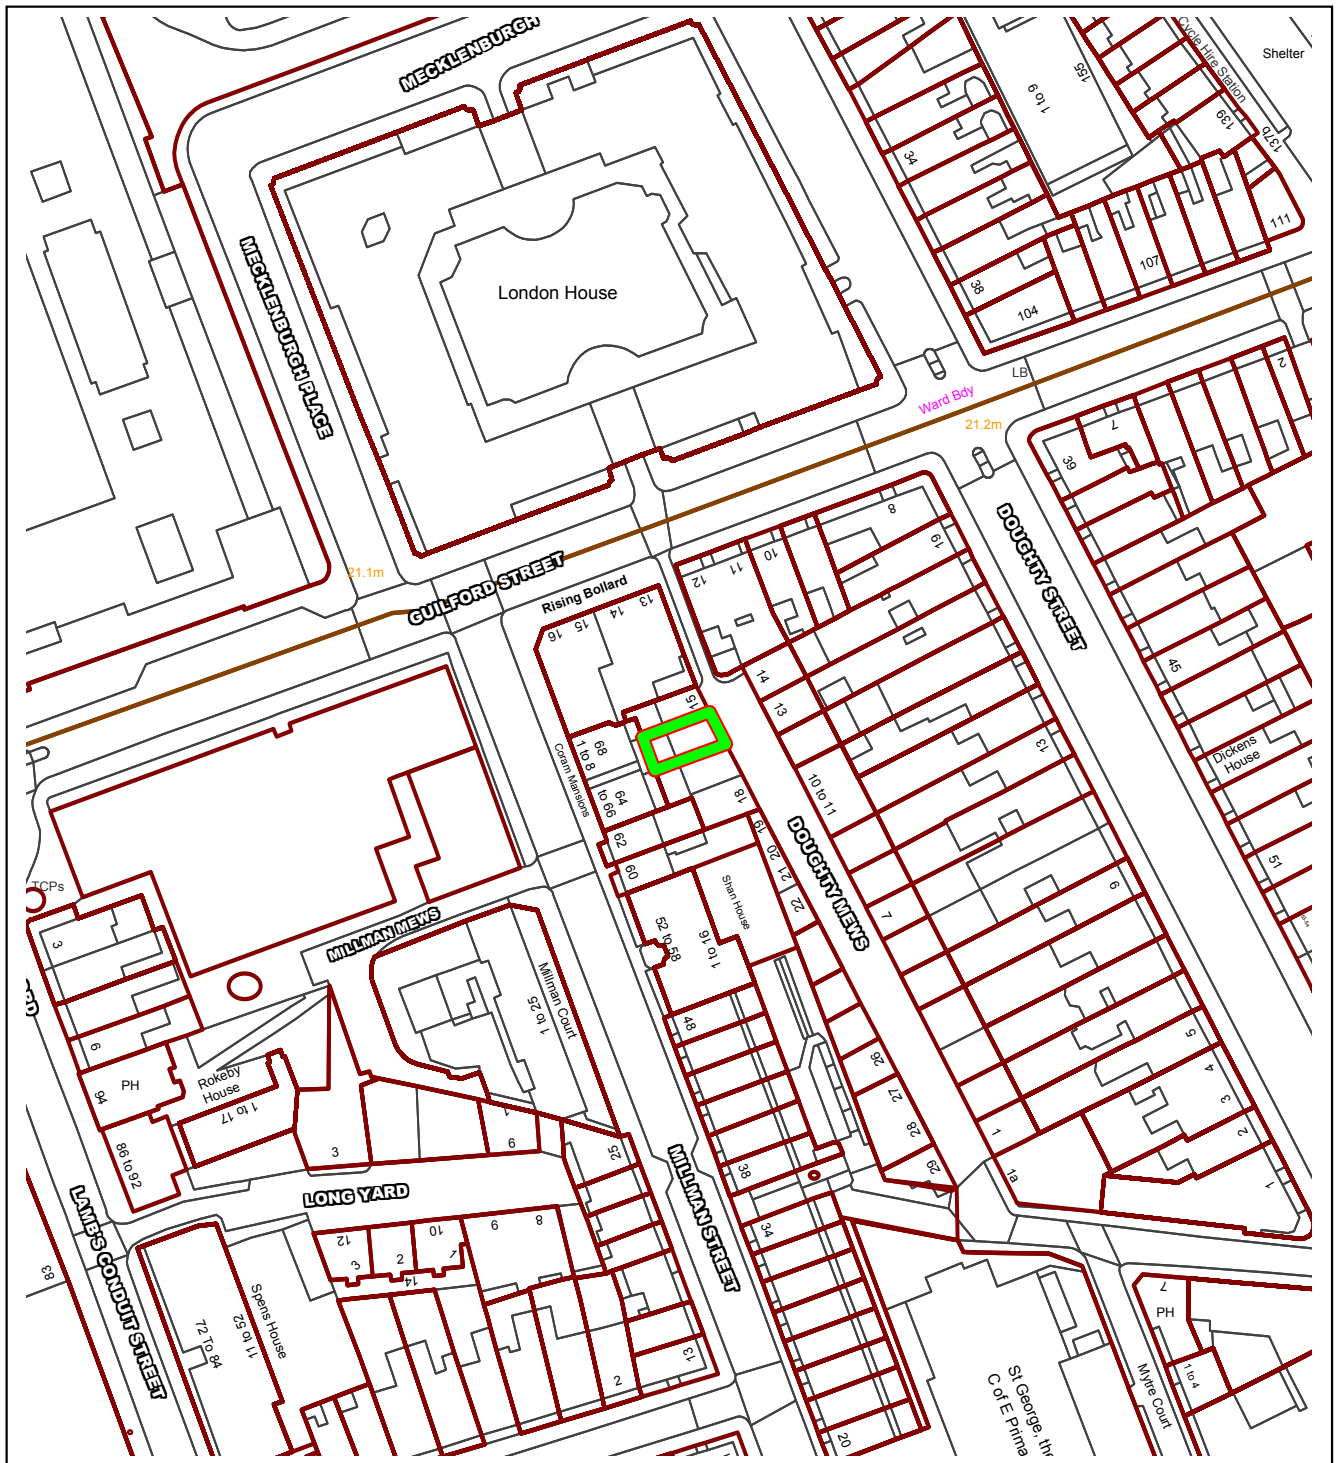 MECKLENBURGH
Cycle Hire Station
Shelter
155
1 to 9
139
137b
34
111
107
38
104
MECKLENBURGH PLACE
London House
LB
Ward Bdy
21.2m
2
7
39
8
19
DOUGHTY STREET
21.1m
GUILFORD STREET
Rising Bollard
12
11
10
13
14
15
16
14
13
15
45
13
Dickens
House
68
1 to 8
Coram Mansions
64
to 66
62
60
18
19
20
21
22
10 to 11
DOUGHTY MEWS
51
TCPs
3
MILLMAN MEWS
Shan House
1 to 16
52 to 58
7
6
Millman Court
1 to 25
48
5
4
3
2
1
26
27
28
29
1
1a
PH
94
Rokeby
House
1 to 17
86 to 92
6
3
1
6
25
38
34
LONG YARD
MILLMAN STREET
LAMB'S CONDUIT STREET
83
12
3
2
10
1
14
9
8
Spens House
11 to 52
72 To 84
2
13
20
St George, the
C of E Prima
7
PH
1 to 4
Mytre Court